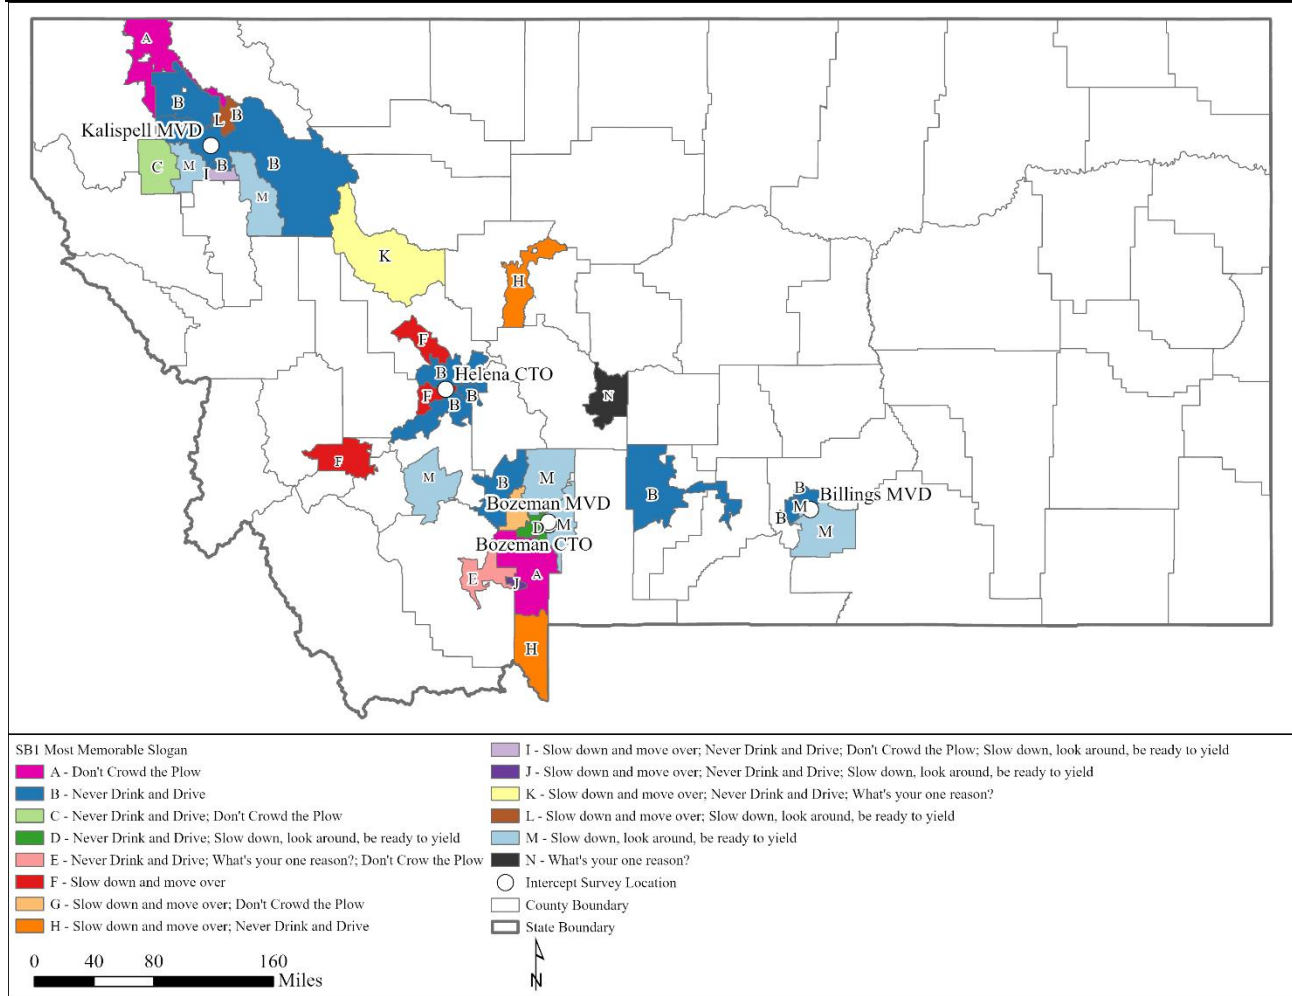 A
B
L
B
Kalispell MVD
C
M
B
B
I
M
K
H
F
B
Helena CTO
F
B
B
N
F
M
B
M
B
B
Billings MVD
M
B
M
Bozeman MVD
D
M
Bozeman CTO
E
J
A
H
SB1 Most Memorable Slogan
A - Don't Crowd the Plow
B - Never Drink and Drive
C - Never Drink and Drive; Don't Crowd the Plow
D - Never Drink and Drive; Slow down, look around, be ready to yield
E - Never Drink and Drive; What's your one reason?; Don't Crow the Plow
F - Slow down and move over
G - Slow down and move over; Don't Crowd the Plow
H - Slow down and move over; Never Drink and Drive
I - Slow down and move over; Never Drink and Drive; Don't Crowd the Plow; Slow down, look around, be ready to yield
J - Slow down and move over; Never Drink and Drive; Slow down, look around, be ready to yield
K - Slow down and move over; Never Drink and Drive; What's your one reason?
L - Slow down and move over; Slow down, look around, be ready to yield
M - Slow down, look around, be ready to yield
N - What's your one reason?
Intercept Survey Location
County Boundary
State Boundary
0 40 80 160
Miles
N